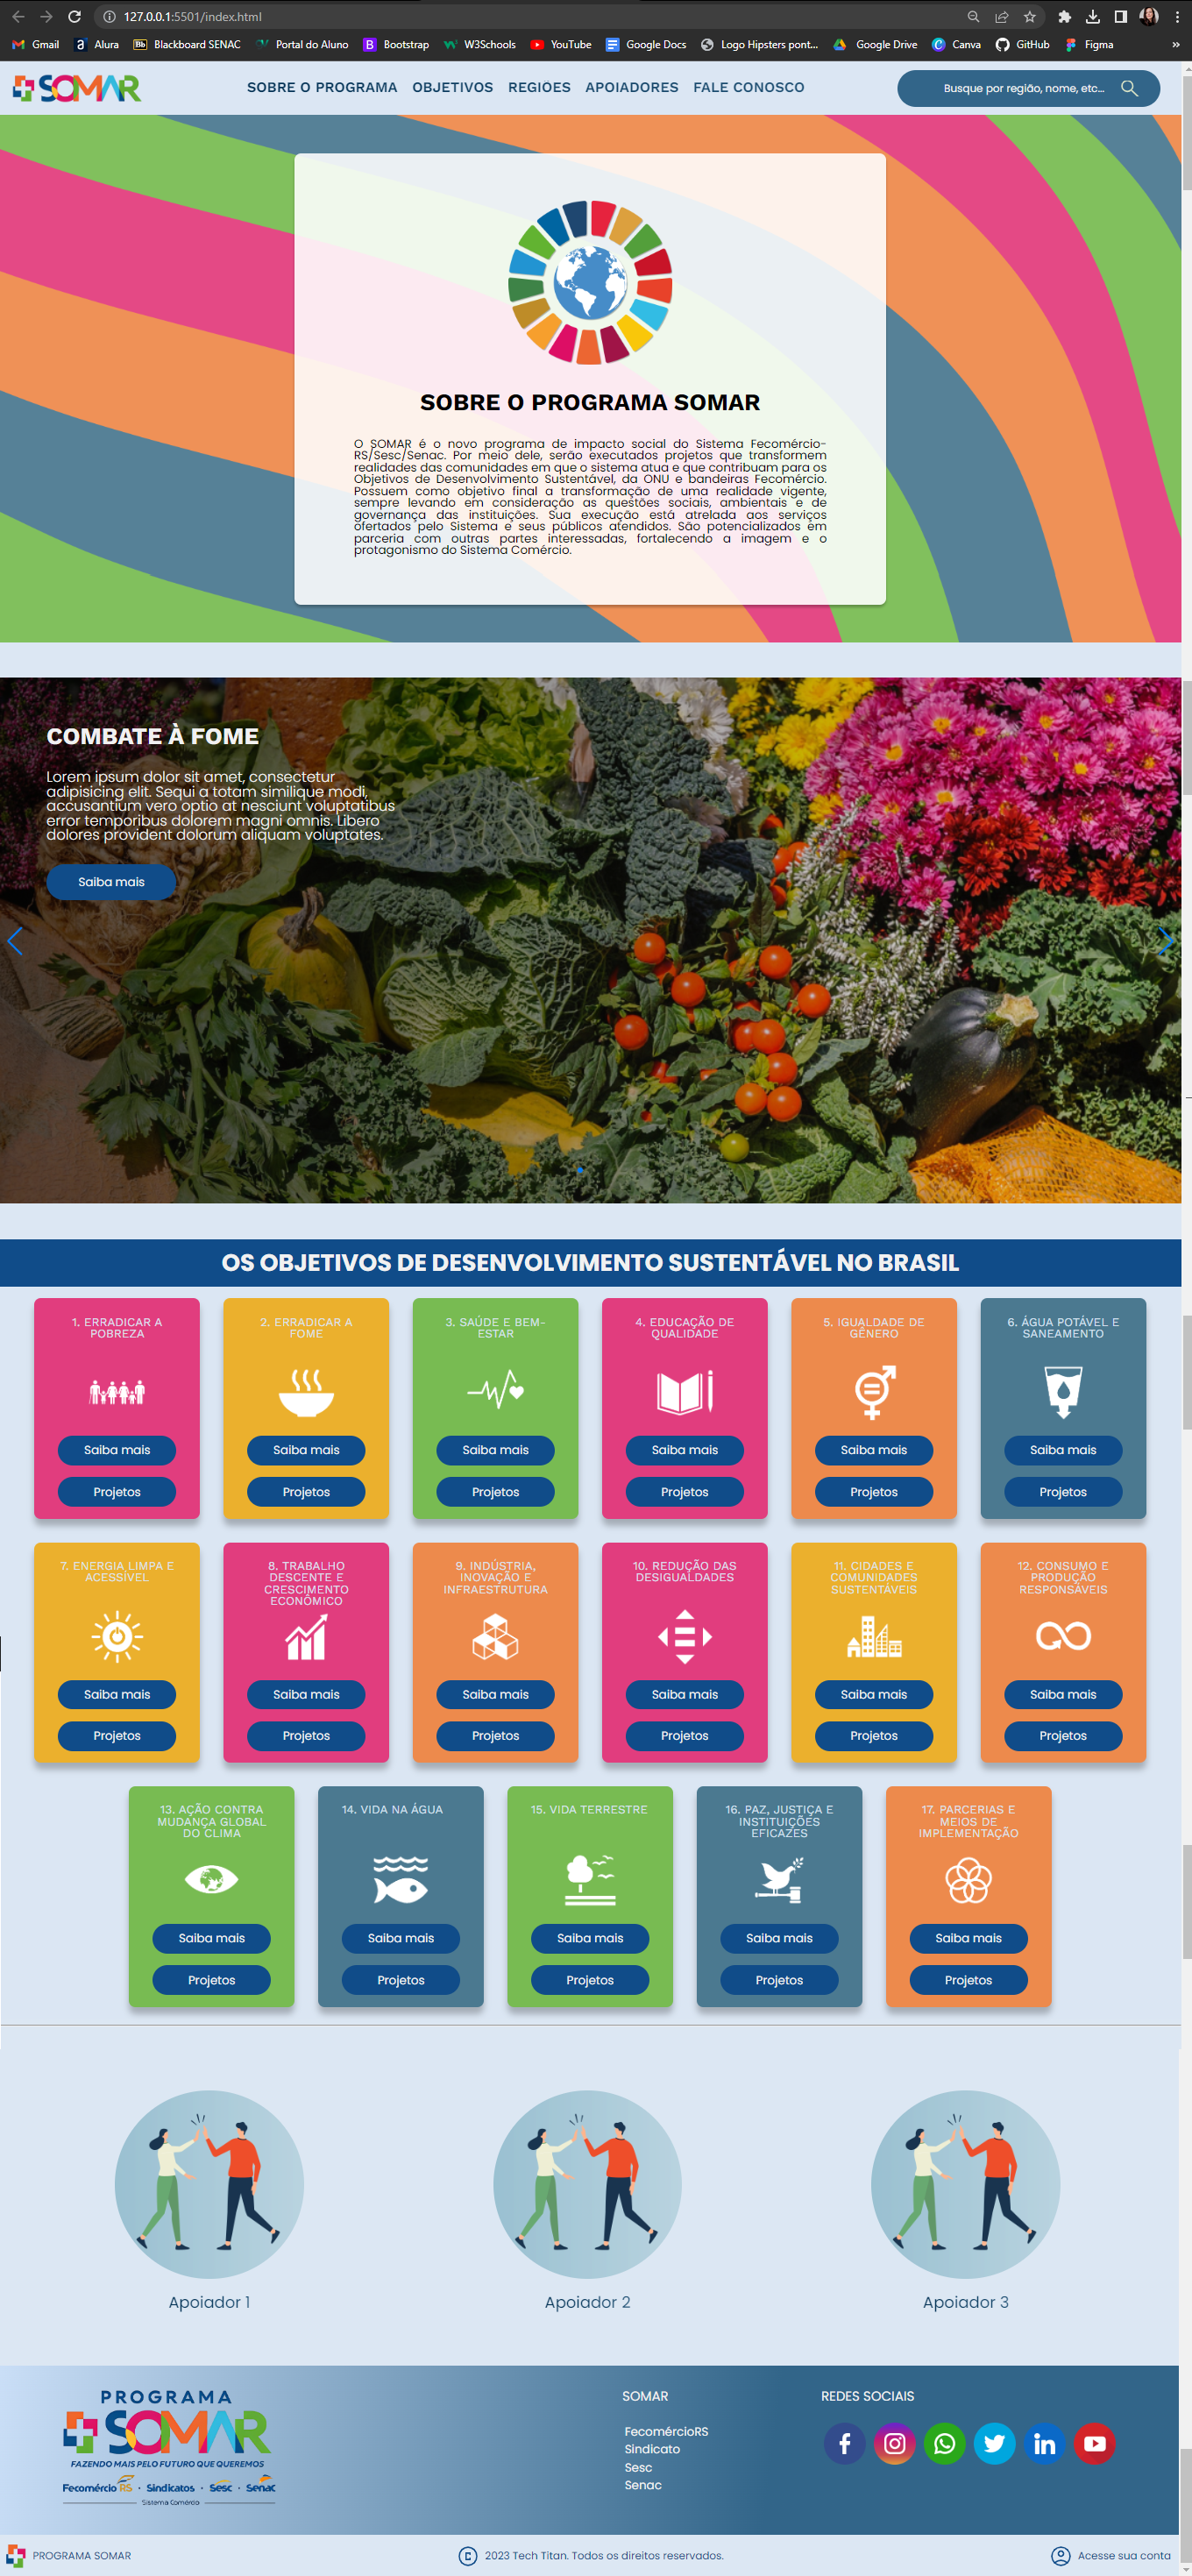 127.0.0.1:5501/index.html
Gmail Alura Blackboard SENAC Portal do Aluno Bootstrap W3Schools YouTube Google Docs Logo Hipsters pont... Google Drive Canva GitHub Figma »
SOMAR
SOBRE O PROGRAMA OBJETIVOS REGIÕES APOIADORES FALE CONOSCO
Busque por região, nome, etc...
SOBRE O PROGRAMA SOMAR
O SOMAR é o novo programa de impacto social do Sistema Fecomércio-
RS/Sesc/Senac. Por meio dele, serão executados projetos que transformem
realidades das comunidades em que o sistema atua e que contribuam para os
Objetivos de Desenvolvimento Sustentável, da ONU e bandeiras Fecomércio.
Possuem como objetivo final a transformação de uma realidade vigente,
sempre levando em consideração as questões sociais, ambientais e de
governança das instituições. Sua execução está atrelada aos serviços
ofertados pelo Sistema e seus públicos atendidos. São potencializados em
parceria com outras partes interessadas, fortalecendo a imagem e o
protagonismo do Sistema Comércio.
COMBATE À FOME
Lorem ipsum dolor sit amet, consectetur
adipisicing elit. Sequi a totam similique modi,
accusantium vero optio at nesciunt voluptatibus
error temporibus dolorem magni omnis. Libero
dolores provident dolorum aliquam voluptates.
Saiba mais
OS OBJETIVOS DE DESENVOLVIMENTO SUSTENTÁVEL NO BRASIL
1. ERRADICAR A
POBREZA
Saiba mais
Projetos
2. ERRADICAR A
FOME
Saiba mais
Projetos
3. SAÚDE E BEM-
ESTAR
Saiba mais
Projetos
4. EDUCAÇÃO DE
QUALIDADE
Saiba mais
Projetos
5. IGUALDADE DE
GÊNERO
Saiba mais
Projetos
6. ÁGUA POTÁVEL E
SANEAMENTO
Saiba mais
Projetos
7. ENERGIA LIMPA E
ACESSÍVEL
Saiba mais
Projetos
8. TRABALHO
DESCENTE E
CRESCIMENTO
ECONÔMICO
Saiba mais
Projetos
9. INDÚSTRIA,
INOVAÇÃO E
INFRAESTRUTURA
Saiba mais
Projetos
10. REDUÇÃO DAS
DESIGUALDADES
Saiba mais
Projetos
11. CIDADES E
COMUNIDADES
SUSTENTÁVEIS
Saiba mais
Projetos
12. CONSUMO E
PRODUÇÃO
RESPONSÁVEIS
Saiba mais
Projetos
13. AÇÃO CONTRA
MUDANÇA GLOBAL
DO CLIMA
Saiba mais
Projetos
14. VIDA NA ÁGUA
Saiba mais
Projetos
15. VIDA TERRESTRE
Saiba mais
Projetos
16. PAZ, JUSTIÇA E
INSTITUIÇÕES
EFICAZES
Saiba mais
Projetos
17. PARCERIAS E
MEIOS DE
IMPLEMENTAÇÃO
Saiba mais
Projetos
Apoiador 1
Apoiador 2
Apoiador 3
PROGRAMA
SOMAR
FAZENDO MAIS PELO FUTURO QUE QUEREMOS
Fecomércio RS · Sindicatos · Sesc · Senac
Sistema Comércio
SOMAR
FecomércioRS
Sindicato
Sesc
Senac
REDES SOCIAIS
PROGRAMA SOMAR
2023 Tech Titan. Todos os direitos reservados.
Acesse sua conta